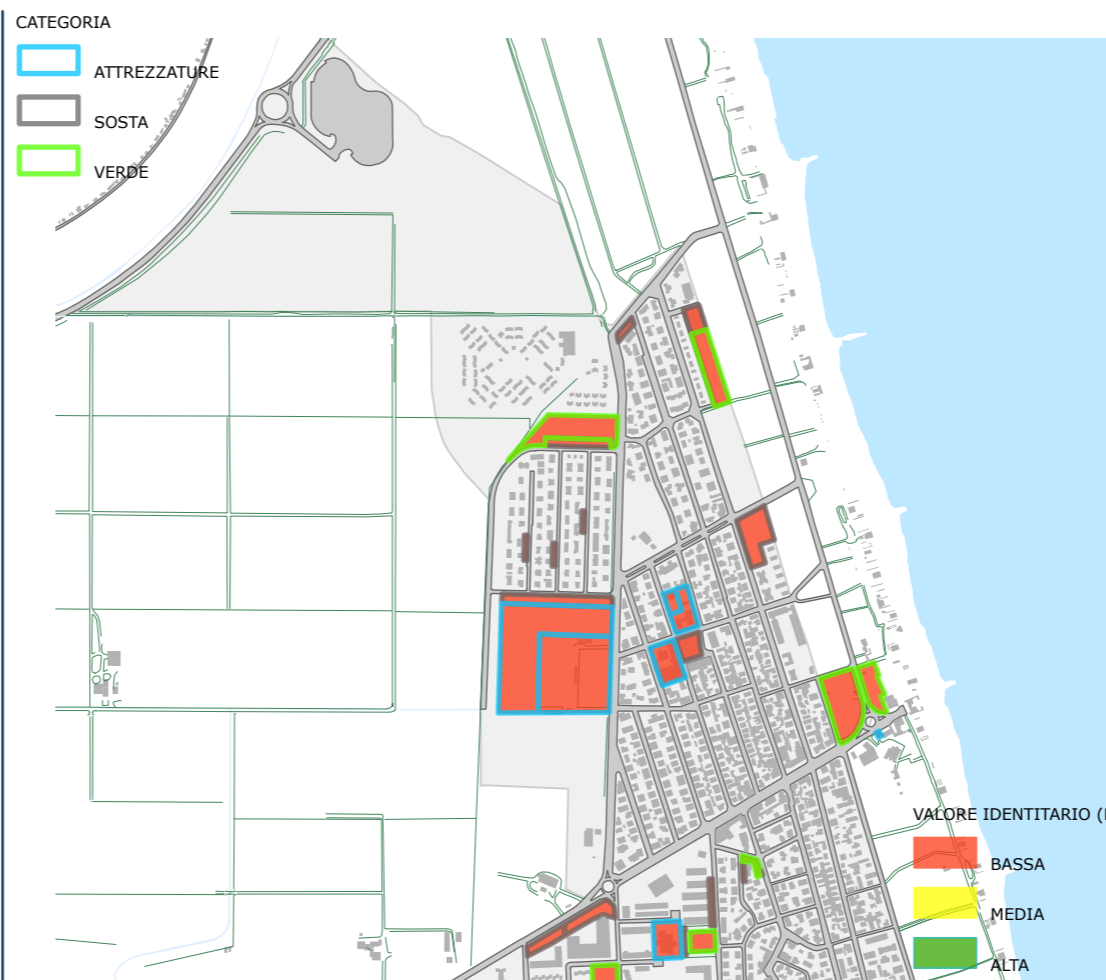 CATEGORIA
ATTREZZATURE
SOSTA
VERDE
VALORE IDENTITARIO (
BASSA
MEDIA
ALTA